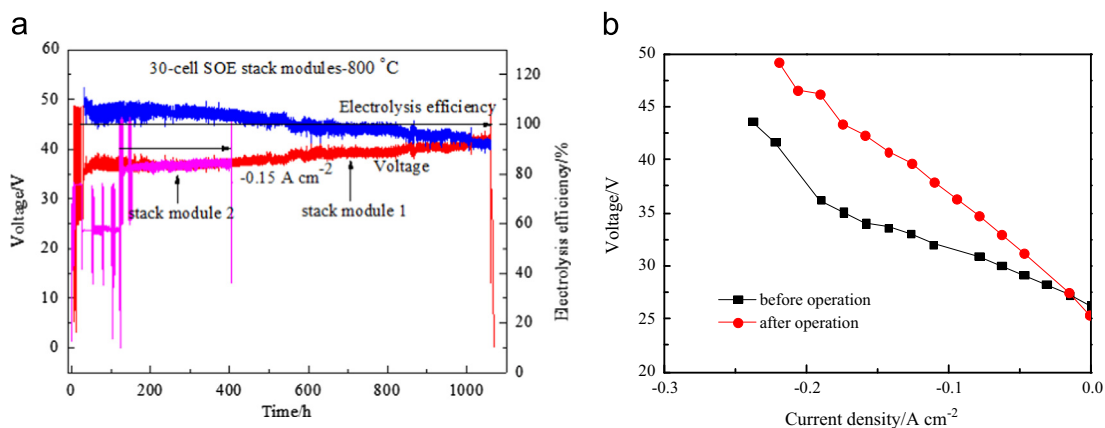 a
60
50
40
30
20
10
0
Voltage/V
30-cell SOE stack modules-800 °C
Electrolysis efficiency
-0.15 A cm-2
Voltage
stack module 2
stack module 1
120
100
80
60
40
20
0
Electrolysis efficiency/%
0 200 400 600 800 1000
Time/h
b
50
45
40
35
30
25
20
Voltage/V
before operation
after operation
-0.3 -0.2 -0.1 0.0
Current density/A cm-2